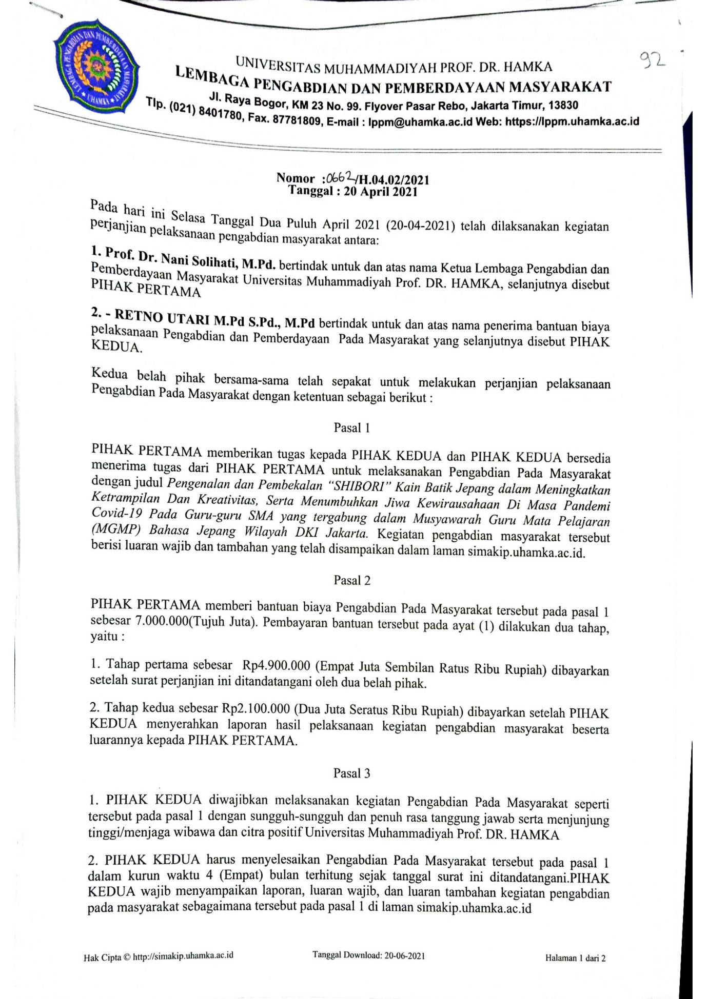 LEMBAGA PENGABDIAN DAN PEMBERDAYAAN MASYARAKAT
★ UHAMKA ★
92
UNIVERSITAS MUHAMMADIYAH PROF. DR. HAMKA
LEMBAGA PENGABDIAN DAN PEMBERDAYAAN MASYARAKAT
Jl. Raya Bogor, KM 23 No. 99. Flyover Pasar Rebo, Jakarta Timur, 13830
Tlp. (021) 8401780, Fax. 87781809, E-mail : lppm@uhamka.ac.id Web: https://lppm.uhamka.ac.id
Nomor :0662/H.04.02/2021
Tanggal : 20 April 2021
Pada hari ini Selasa Tanggal Dua Puluh April 2021 (20-04-2021) telah dilaksanakan kegiatan
perjanjian pelaksanaan pengabdian masyarakat antara:
1. Prof. Dr. Nani Solihati, M.Pd. bertindak untuk dan atas nama Ketua Lembaga Pengabdian dan
Pemberdayaan Masyarakat Universitas Muhammadiyah Prof. DR. HAMKA, selanjutnya disebut
PIHAK PERTAMA
2. - RETNO UTARI M.Pd S.Pd., M.Pd bertindak untuk dan atas nama penerima bantuan biaya
pelaksanaan Pengabdian dan Pemberdayaan Pada Masyarakat yang selanjutnya disebut PIHAK
KEDUA.
Kedua belah pihak bersama-sama telah sepakat untuk melakukan perjanjian pelaksanaan
Pengabdian Pada Masyarakat dengan ketentuan sebagai berikut :
Pasal 1
PIHAK PERTAMA memberikan tugas kepada PIHAK KEDUA dan PIHAK KEDUA bersedia
menerima tugas dari PIHAK PERTAMA untuk melaksanakan Pengabdian Pada Masyarakat
dengan judul Pengenalan dan Pembekalan “SHIBORI” Kain Batik Jepang dalam Meningkatkan
Ketrampilan Dan Kreativitas, Serta Menumbuhkan Jiwa Kewirausahaan Di Masa Pandemi
Covid-19 Pada Guru-guru SMA yang tergabung dalam Musyawarah Guru Mata Pelajaran
(MGMP) Bahasa Jepang Wilayah DKI Jakarta. Kegiatan pengabdian masyarakat tersebut
berisi luaran wajib dan tambahan yang telah disampaikan dalam laman simakip.uhamka.ac.id.
Pasal 2
PIHAK PERTAMA memberi bantuan biaya Pengabdian Pada Masyarakat tersebut pada pasal 1
sebesar 7.000.000(Tujuh Juta). Pembayaran bantuan tersebut pada ayat (1) dilakukan dua tahap,
yaitu :
1. Tahap pertama sebesar Rp4.900.000 (Empat Juta Sembilan Ratus Ribu Rupiah) dibayarkan
setelah surat perjanjian ini ditandatangani oleh dua belah pihak.
2. Tahap kedua sebesar Rp2.100.000 (Dua Juta Seratus Ribu Rupiah) dibayarkan setelah PIHAK
KEDUA menyerahkan laporan hasil pelaksanaan kegiatan pengabdian masyarakat beserta
luarannya kepada PIHAK PERTAMA.
Pasal 3
1. PIHAK KEDUA diwajibkan melaksanakan kegiatan Pengabdian Pada Masyarakat seperti
tersebut pada pasal 1 dengan sungguh-sungguh dan penuh rasa tanggung jawab serta menjunjung
tinggi/menjaga wibawa dan citra positif Universitas Muhammadiyah Prof. DR. HAMKA
2. PIHAK KEDUA harus menyelesaikan Pengabdian Pada Masyarakat tersebut pada pasal 1
dalam kurun waktu 4 (Empat) bulan terhitung sejak tanggal surat ini ditandatangani.PIHAK
KEDUA wajib menyampaikan laporan, luaran wajib, dan luaran tambahan kegiatan pengabdian
pada masyarakat sebagaimana tersebut pada pasal 1 di laman simakip.uhamka.ac.id
Hak Cipta © http://simakip.uhamka.ac.id Tanggal Download: 20-06-2021 Halaman 1 dari 2